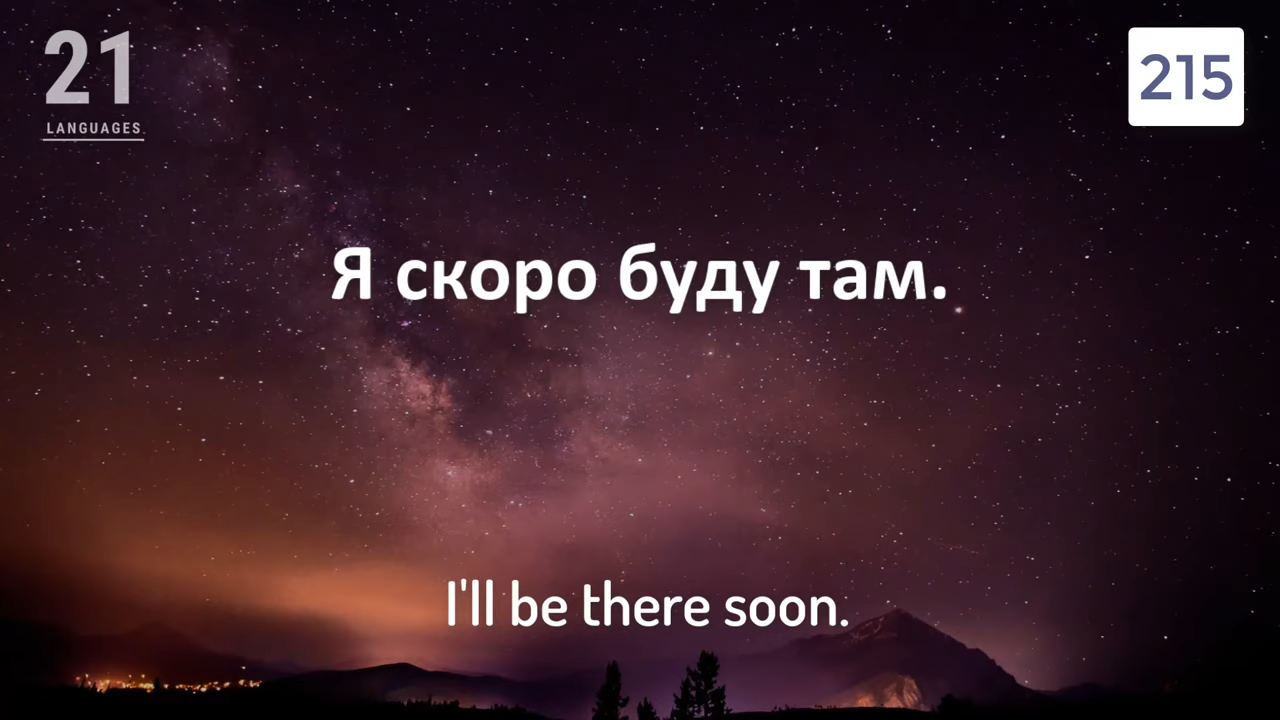 21
LANGUAGES
215
Я скоро буду там.
I'll be there soon.